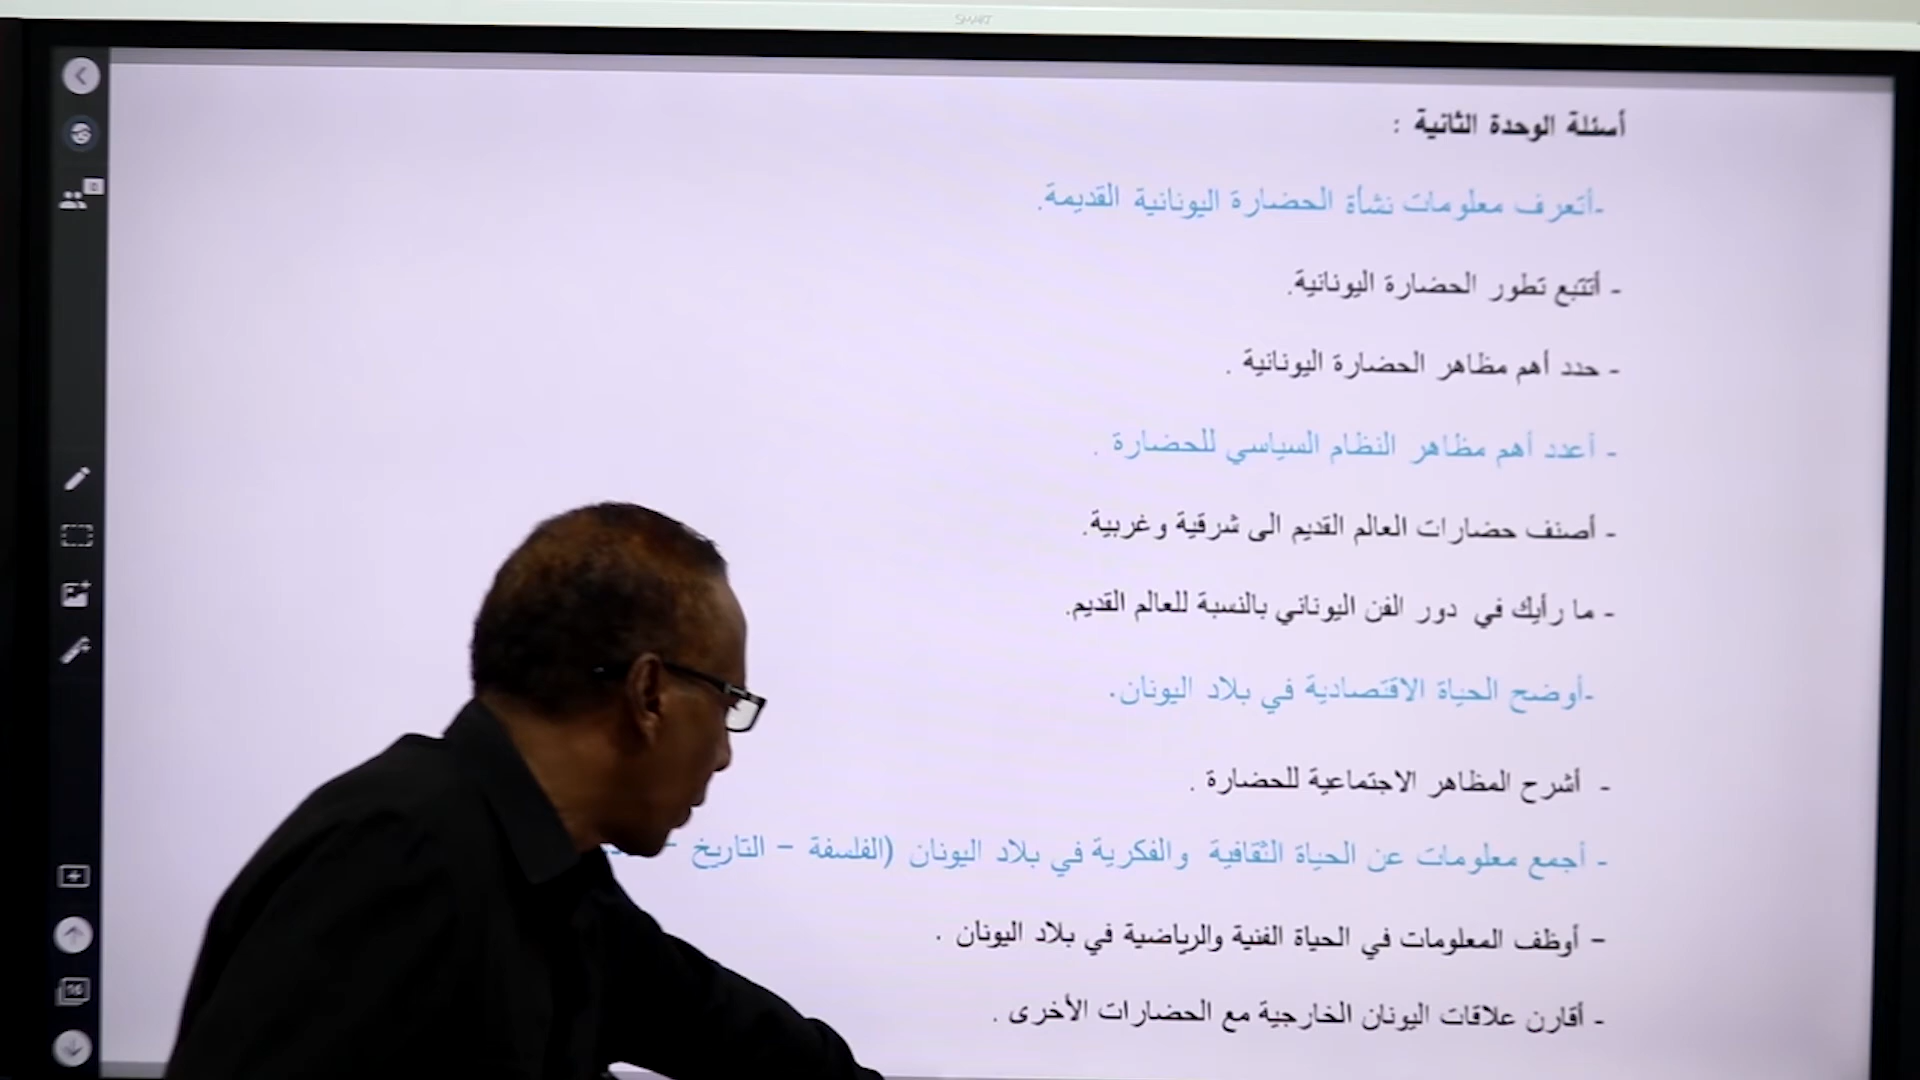 SMART
أسئلة الوحدة الثانية :
-أتعرف معلومات نشأة الحضارة اليونانية القديمة.
- أتتبع تطور الحضارة اليونانية.
- حدد أهم مظاهر الحضارة اليونانية .
- أعدد أهم مظاهر النظام السياسي للحضارة .
- أصنف حضارات العالم القديم الى شرقية وغربية.
- ما رأيك في دور الفن اليوناني بالنسبة للعالم القديم.
-أوضح الحياة الاقتصادية في بلاد اليونان.
- أشرح المظاهر الاجتماعية للحضارة .
- أجمع معلومات عن الحياة الثقافية والفكرية في بلاد اليونان (الفلسفة – التاريخ –
– أوظف المعلومات في الحياة الفنية والرياضية في بلاد اليونان .
- أقارن علاقات اليونان الخارجية مع الحضارات الأخرى .
0
16